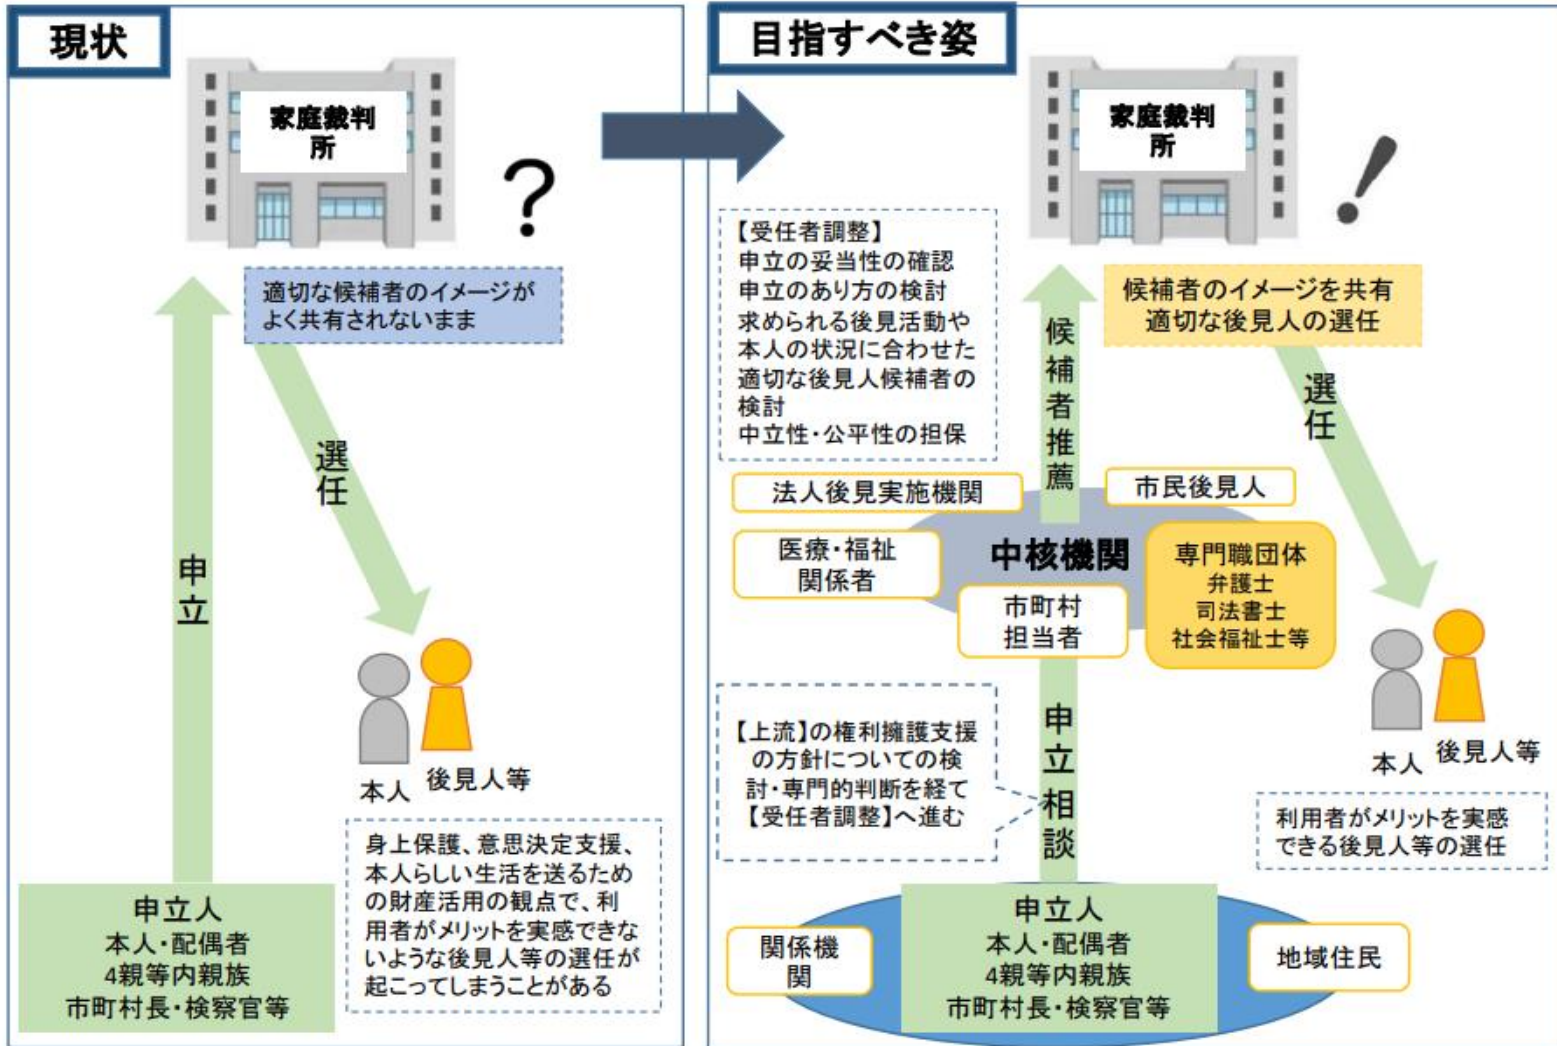 現状
家庭裁判
所
?
適切な候補者のイメージが
よく共有されないまま
選任
申立
本人
後見人等
身上保護、意思決定支援、
本人らしい生活を送るため
の財産活用の観点で、利
用者がメリットを実感できな
いような後見人等の選任が
起こってしまうことがある
申立人
本人・配偶者
4親等内親族
市町村長・検察官等
目指すべき姿
家庭裁判
所
!
【受任者調整】
申立の妥当性の確認
申立のあり方の検討
求められる後見活動や
本人の状況に合わせた
適切な後見人候補者の
検討
中立性・公平性の担保
候補者のイメージを共有
適切な後見人の選任
候補者推薦
選任
法人後見実施機関
市民後見人
医療・福祉
関係者
中核機関
専門職団体
弁護士
司法書士
社会福祉士等
市町村
担当者
【上流】の権利擁護支援
の方針についての検
討・専門的判断を経て
【受任者調整】へ進む
申立相談
本人
後見人等
利用者がメリットを実感
できる後見人等の選任
関係機
関
申立人
本人・配偶者
4親等内親族
市町村長・検察官等
地域住民